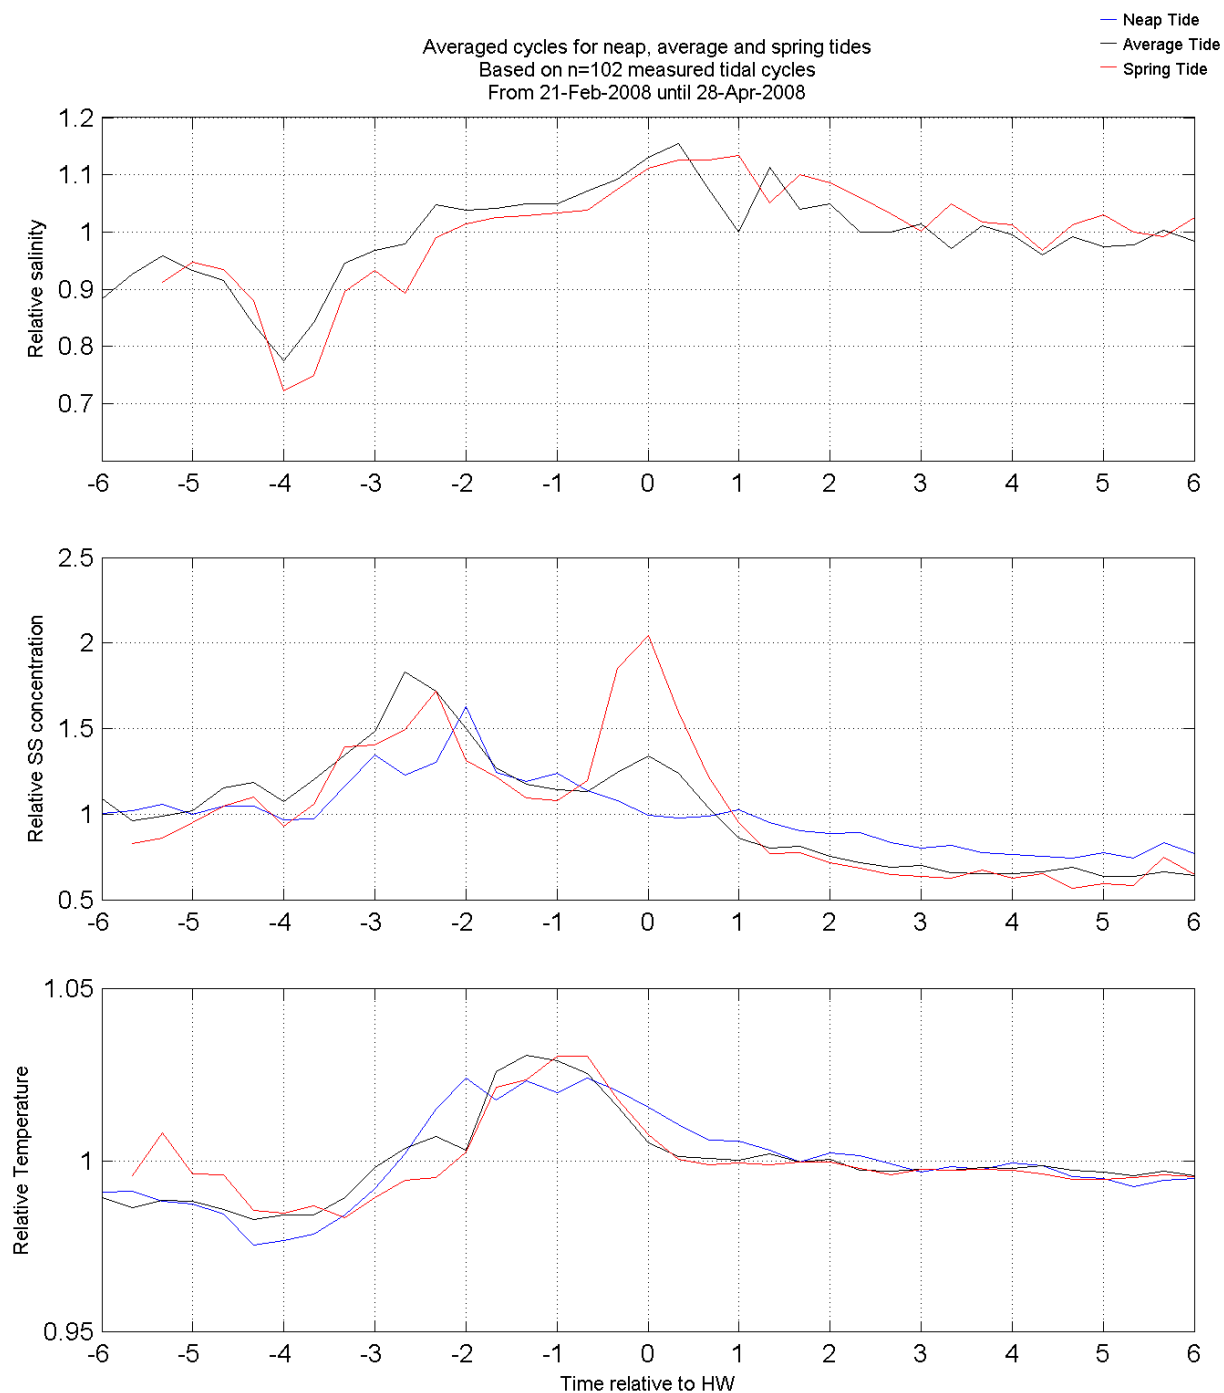 Neap Tide
Average Tide
Spring Tide
Averaged cycles for neap, average and spring tides
Based on n=102 measured tidal cycles
From 21-Feb-2008 until 28-Apr-2008
Relative salinity
1.2
1.1
1
0.9
0.8
0.7
-6 -5 -4 -3 -2 -1 0 1 2 3 4 5 6
Relative SS concentration
2.5
2
1.5
1
0.5
-6 -5 -4 -3 -2 -1 0 1 2 3 4 5 6
Relative Temperature
1.05
1
0.95
-6 -5 -4 -3 -2 -1 0 1 2 3 4 5 6
Time relative to HW